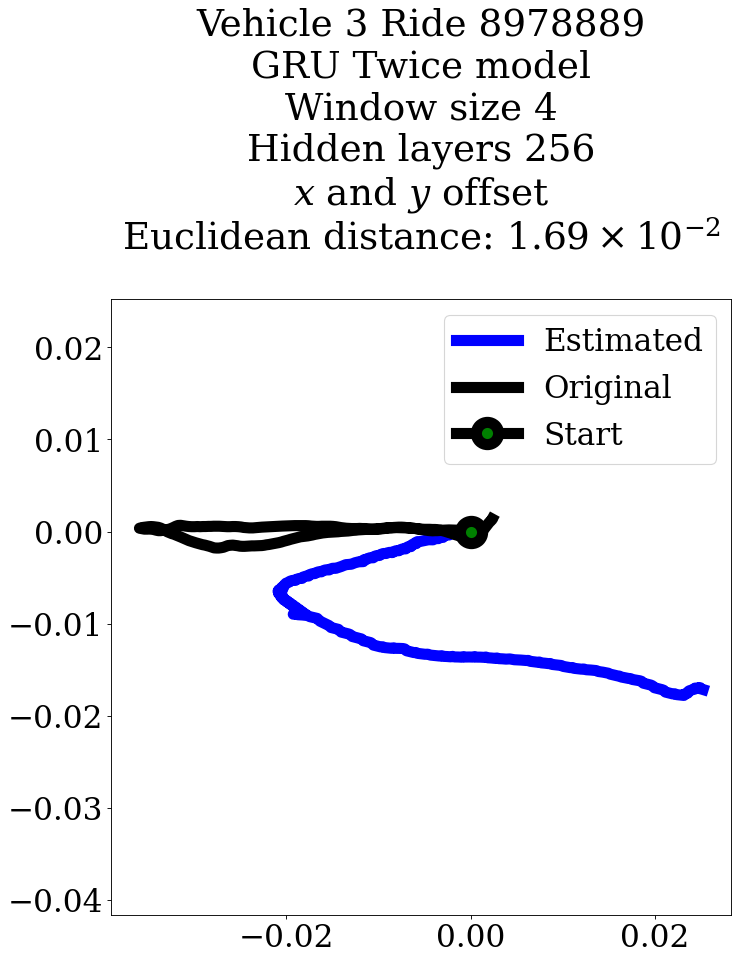 Vehicle 3 Ride 8978889
GRU Twice model
Window size 4
Hidden layers 256
x and y offset
Euclidean distance: 1.69 × 10⁻²
Estimated
Original
Start
0.02
0.01
0.00
−0.01
−0.02
−0.03
−0.04
−0.02 0.00 0.02